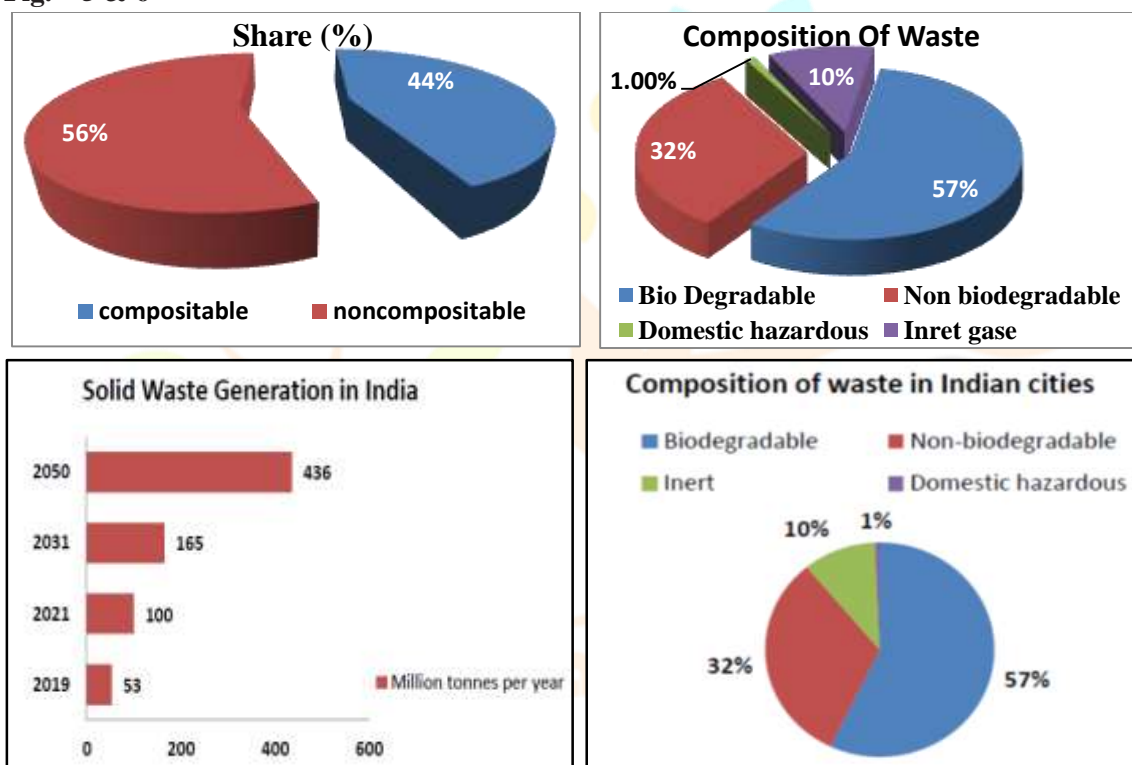 Share (%)
44%
56%
compositable noncompositable
Composition Of Waste
1.00%
10%
32%
57%
Bio Degradable Non biodegradable
Domestic hazardous Inret gase
Solid Waste Generation in India
2050 436
2031 165
2021 100
2019 53
Million tonnes per year
0 200 400 600
Composition of waste in Indian cities
Biodegradable Non-biodegradable
Inert Domestic hazardous
10% 1%
32%
57%